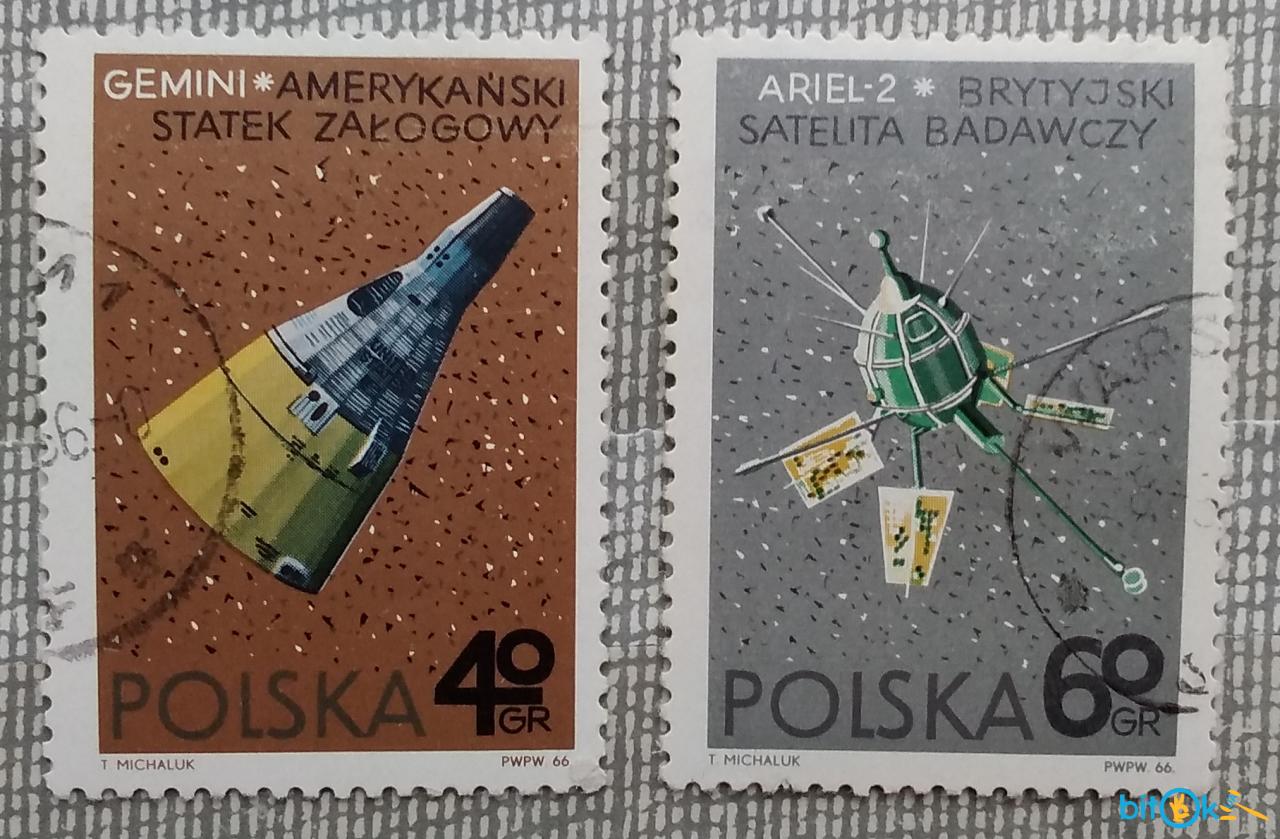 GEMINI * AMERYKAŃSKI
STATEK ZAŁOGOWY
POLSKA 40 GR
T MICHALUK PWPW 66
ARIEL-2 * BRYTYJSKI
SATELITA BADAWCZY
POLSKA 60 GR
T MICHALUK PWPW 66.
bitOk